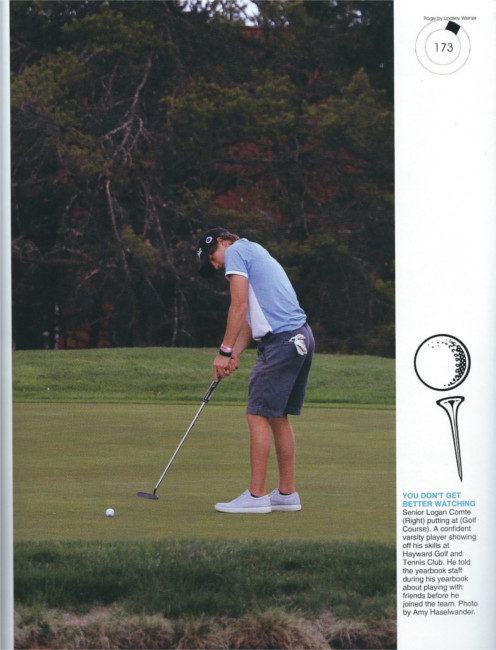 Page by Lindsey Weiner
173
YOU DON'T GET
BETTER WATCHING
Senior Logan Comte
(Right) putting at (Golf
Course). A confident
varsity player showing
off his skills at
Hayward Golf and
Tennis Club. He told
the yearbook staff
during his yearbook
about playing with
friends before he
joined the team. Photo
by Amy Haselwander.